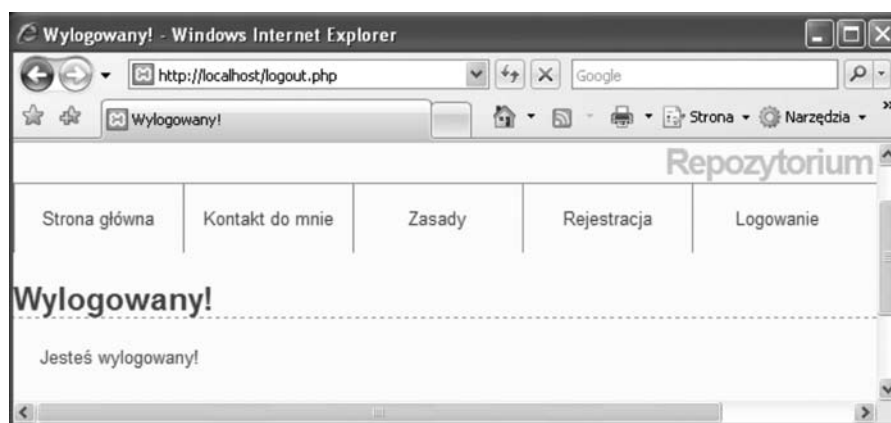 Wylogowany! - Windows Internet Explorer
http://localhost/logout.php
Google
Wylogowany!
Strona
Narzędzia
»
Repozytorium
Strona główna
Kontakt do mnie
Zasady
Rejestracja
Logowanie
Wylogowany!
Jesteś wylogowany!